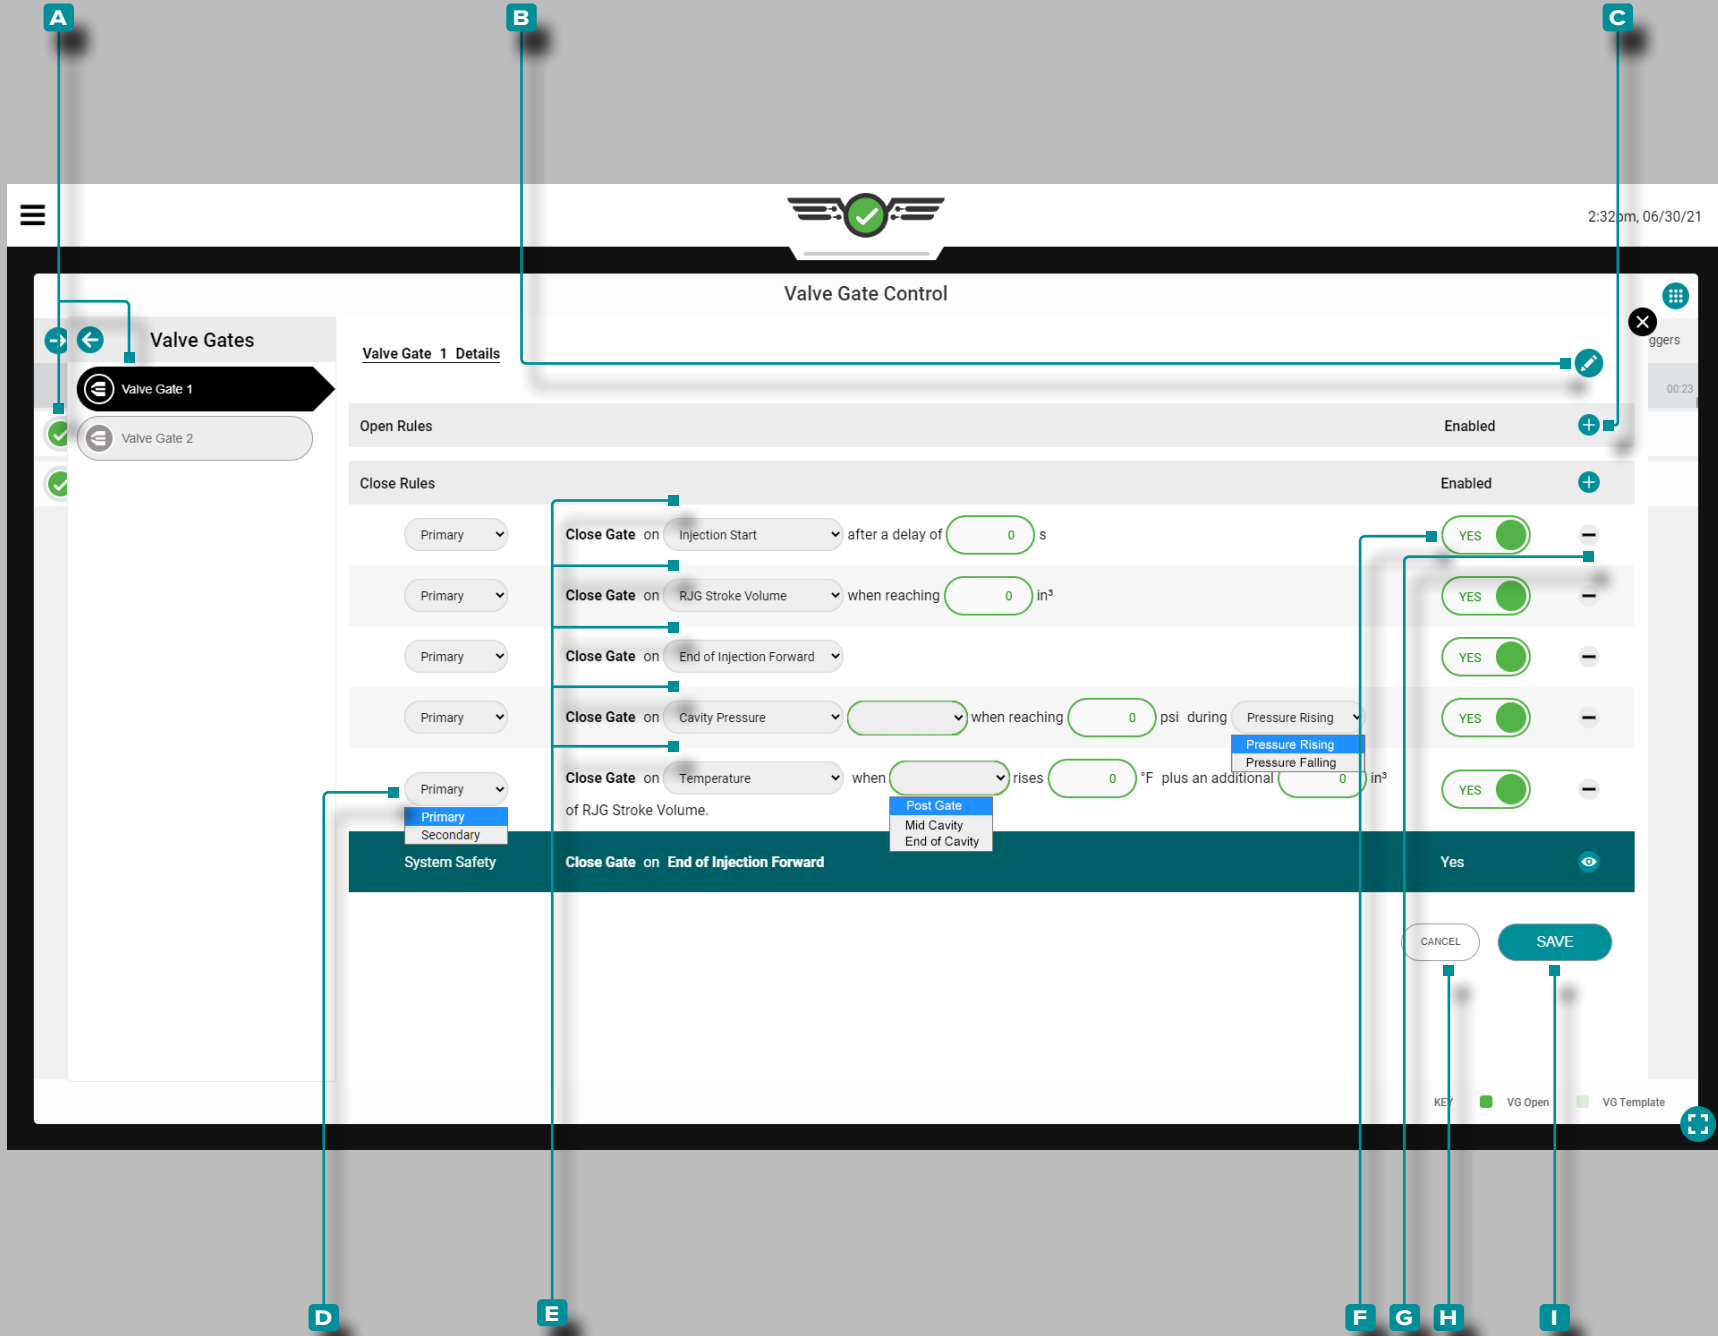 A
B
C
2:32pm, 06/30/21
Valve Gate Control
Valve Gates
ggers
Valve Gate 1 Details
Valve Gate 1
00:23
Valve Gate 2
Open Rules Enabled
Close Rules Enabled
Primary Close Gate on Injection Start after a delay of 0 s YES
Primary Close Gate on RJG Stroke Volume when reaching 0 in³ YES
Primary Close Gate on End of Injection Forward YES
Primary Close Gate on Cavity Pressure when reaching 0 psi during Pressure Rising YES
Pressure Rising
Pressure Falling
Primary Close Gate on Temperature when rises 0 °F plus an additional 0 in³ YES
of RJG Stroke Volume.
Primary
Secondary
Post Gate
Mid Cavity
End of Cavity
System Safety Close Gate on End of Injection Forward Yes
CANCEL SAVE
KEY VG Open VG Template
D
E
F
G
H
I